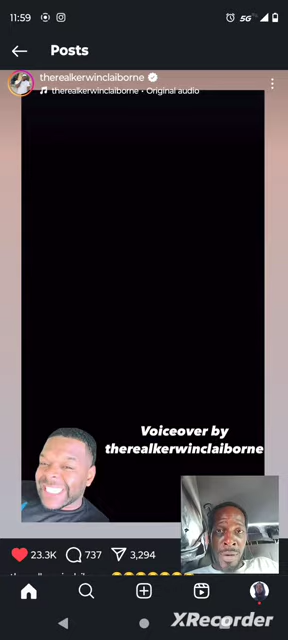 11:59
5G
Posts
therealkerwinclaiborne
therealkerwinclaiborne • Original audio
Voiceover by
therealkerwinclaiborne
23.3K 737 3,294
XRecorder